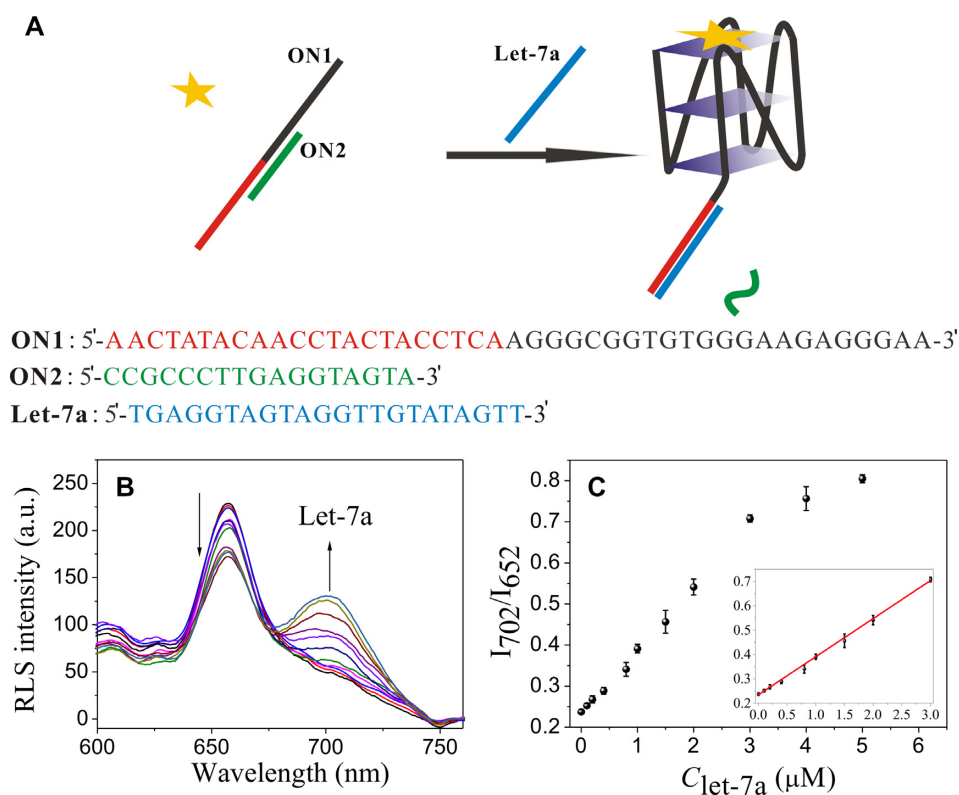 A
ON1
ON2
Let-7a
ON1: 5'-AACTATACAACCTACTACCTCAAGGGCGGTGTGGGAAGAGGGAA-3'
ON2: 5'-CCGCCCTTGAGGTAGTA-3'
Let-7a: 5'-TGAGGTAGTAGGTTGTATAGTT-3'
B
Let-7a
RLS intensity (a.u.)
250
200
150
100
50
0
600
650
700
750
Wavelength (nm)
C
I702/I652
0.8
0.7
0.6
0.5
0.4
0.3
0.2
0
1
2
3
4
5
6
Clet-7a (μM)
0.7
0.6
0.5
0.4
0.3
0.2
0.0
0.5
1.0
1.5
2.0
2.5
3.0